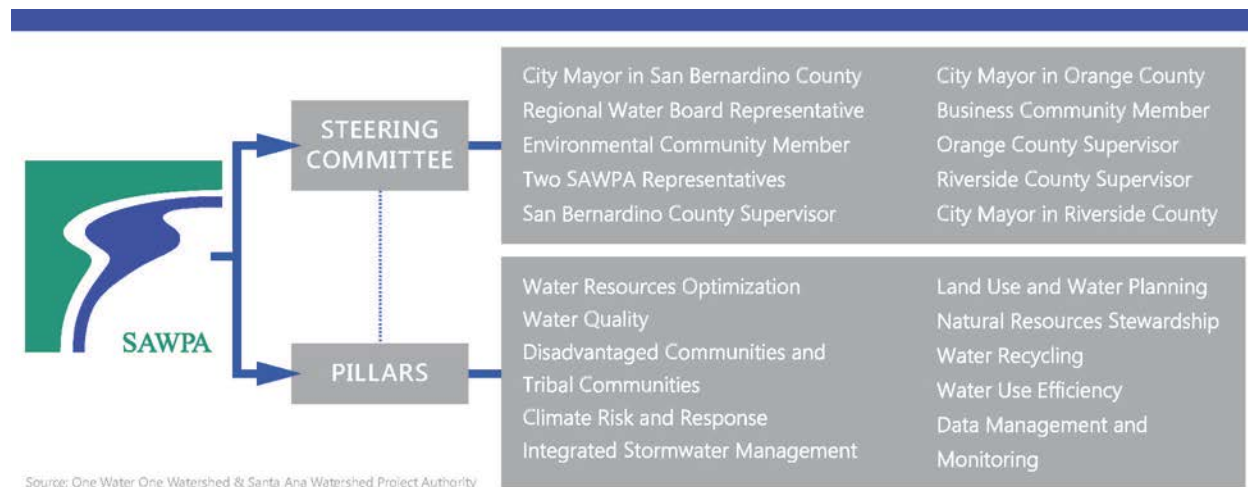 SAWPA
STEERING
COMMITTEE
City Mayor in San Bernardino County
Regional Water Board Representative
Environmental Community Member
Two SAWPA Representatives
San Bernardino County Supervisor
City Mayor in Orange County
Business Community Member
Orange County Supervisor
Riverside County Supervisor
City Mayor in Riverside County
PILLARS
Water Resources Optimization
Water Quality
Disadvantaged Communities and
Tribal Communities
Climate Risk and Response
Integrated Stormwater Management
Land Use and Water Planning
Natural Resources Stewardship
Water Recycling
Water Use Efficiency
Data Management and
Monitoring
Source: One Water One Watershed & Santa Ana Watershed Project Authority